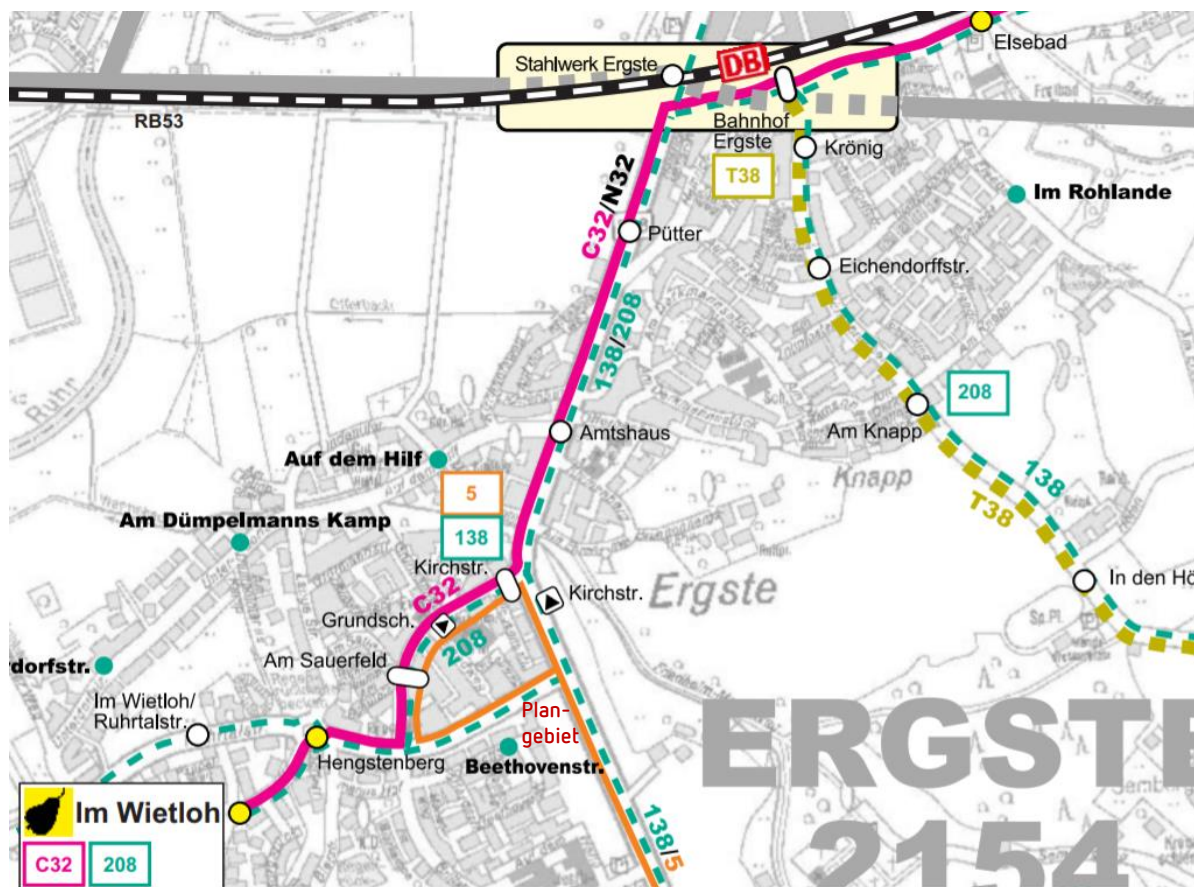 Elsebad
Stahlwerk Ergste
DB
RB53
Bahnhof
Ergste
Krönig
T38
Im Rohlande
C32/N32
Pütter
Eichendorffstr.
138/208
208
Am Knapp
Amtshaus
Knapp
Auf dem Hilf
5
138
T38
138
Am Dümpelmanns Kamp
Kirchstr.
C32
Kirchstr.
Ergste
In den Hö
Grundsch.
208
Am Sauerfeld
rdorfstr.
Im Wietloh/
Ruhrtalstr.
Plan-
gebiet
ERGSTE
Hengstenberg
Beethovenstr.
Im Wietloh
138/5
2154
C32
208
Ruhr